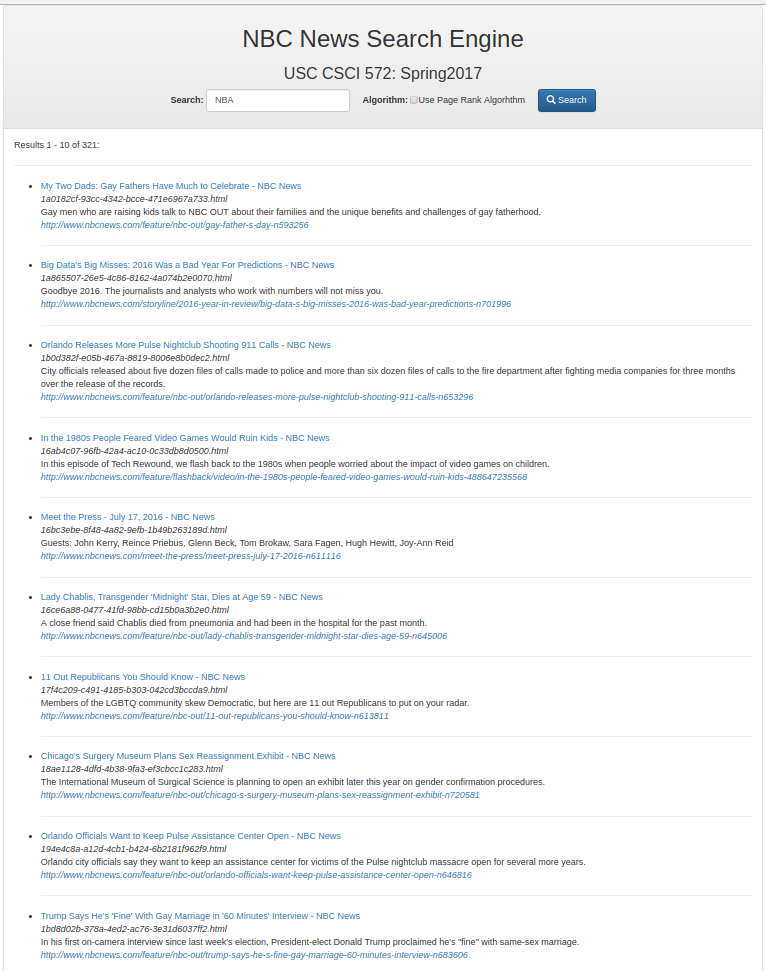 NBC News Search Engine
USC CSCI 572: Spring2017
Search: NBA Algorithm: Use Page Rank Algorhthm Search
Results 1 - 10 of 321:
My Two Dads: Gay Fathers Have Much to Celebrate - NBC News
1a0182cf-93cc-4342-bcce-471e6967a733.html
Gay men who are raising kids talk to NBC OUT about their families and the unique benefits and challenges of gay fatherhood.
http://www.nbcnews.com/feature/nbc-out/gay-father-s-day-n593256
Big Data's Big Misses: 2016 Was a Bad Year For Predictions - NBC News
1a865507-26e5-4c86-8162-4a074b2e0070.html
Goodbye 2016. The journalists and analysts who work with numbers will not miss you.
http://www.nbcnews.com/storyline/2016-year-in-review/big-data-s-big-misses-2016-was-bad-year-predictions-n701996
Orlando Releases More Pulse Nightclub Shooting 911 Calls - NBC News
1b0d382f-e05b-467a-8819-8006e8b0dec2.html
City officials released about five dozen files of calls made to police and more than six dozen files of calls to the fire department after fighting media companies for three months
over the release of the records.
http://www.nbcnews.com/feature/nbc-out/orlando-releases-more-pulse-nightclub-shooting-911-calls-n653296
In the 1980s People Feared Video Games Would Ruin Kids - NBC News
16ab4c07-96fb-42a4-ac10-0c33db8d0500.html
In this episode of Tech Rewound, we flash back to the 1980s when people worried about the impact of video games on children.
http://www.nbcnews.com/feature/flashback/video/in-the-1980s-people-feared-video-games-would-ruin-kids-488647235568
Meet the Press - July 17, 2016 - NBC News
16bc3ebe-8f48-4a82-9efb-1b49b263189d.html
Guests: John Kerry, Reince Priebus, Glenn Beck, Tom Brokaw, Sara Fagen, Hugh Hewitt, Joy-Ann Reid
http://www.nbcnews.com/meet-the-press/meet-press-july-17-2016-n611116
Lady Chablis, Transgender 'Midnight' Star, Dies at Age 59 - NBC News
16ce6a88-0477-41fd-98bb-cd15b0a3b2e0.html
A close friend said Chablis died from pneumonia and had been in the hospital for the past month.
http://www.nbcnews.com/feature/nbc-out/lady-chablis-transgender-midnight-star-dies-age-59-n645006
11 Out Republicans You Should Know - NBC News
17f4c209-c491-4185-b303-042cd3bccda9.html
Members of the LGBTQ community skew Democratic, but here are 11 out Republicans to put on your radar.
http://www.nbcnews.com/feature/nbc-out/11-out-republicans-you-should-know-n613811
Chicago's Surgery Museum Plans Sex Reassignment Exhibit - NBC News
18ae1128-4dfd-4b38-9fa3-ef3cbcc1c283.html
The International Museum of Surgical Science is planning to open an exhibit later this year on gender confirmation procedures.
http://www.nbcnews.com/feature/nbc-out/chicago-s-surgery-museum-plans-sex-reassignment-exhibit-n720581
Orlando Officials Want to Keep Pulse Assistance Center Open - NBC News
194e4c8a-a12d-4cb1-b424-6b2181f962f9.html
Orlando city officials say they want to keep an assistance center for victims of the Pulse nightclub massacre open for several more years.
http://www.nbcnews.com/feature/nbc-out/orlando-officials-want-keep-pulse-assistance-center-open-n646816
Trump Says He's 'Fine' With Gay Marriage in '60 Minutes' Interview - NBC News
1bd8d02b-378a-4ed2-ac76-3e31d6037ff2.html
In his first on-camera interview since last week's election, President-elect Donald Trump proclaimed he's "fine" with same-sex marriage.
http://www.nbcnews.com/feature/nbc-out/trump-says-he-s-fine-gay-marriage-60-minutes-interview-n683606